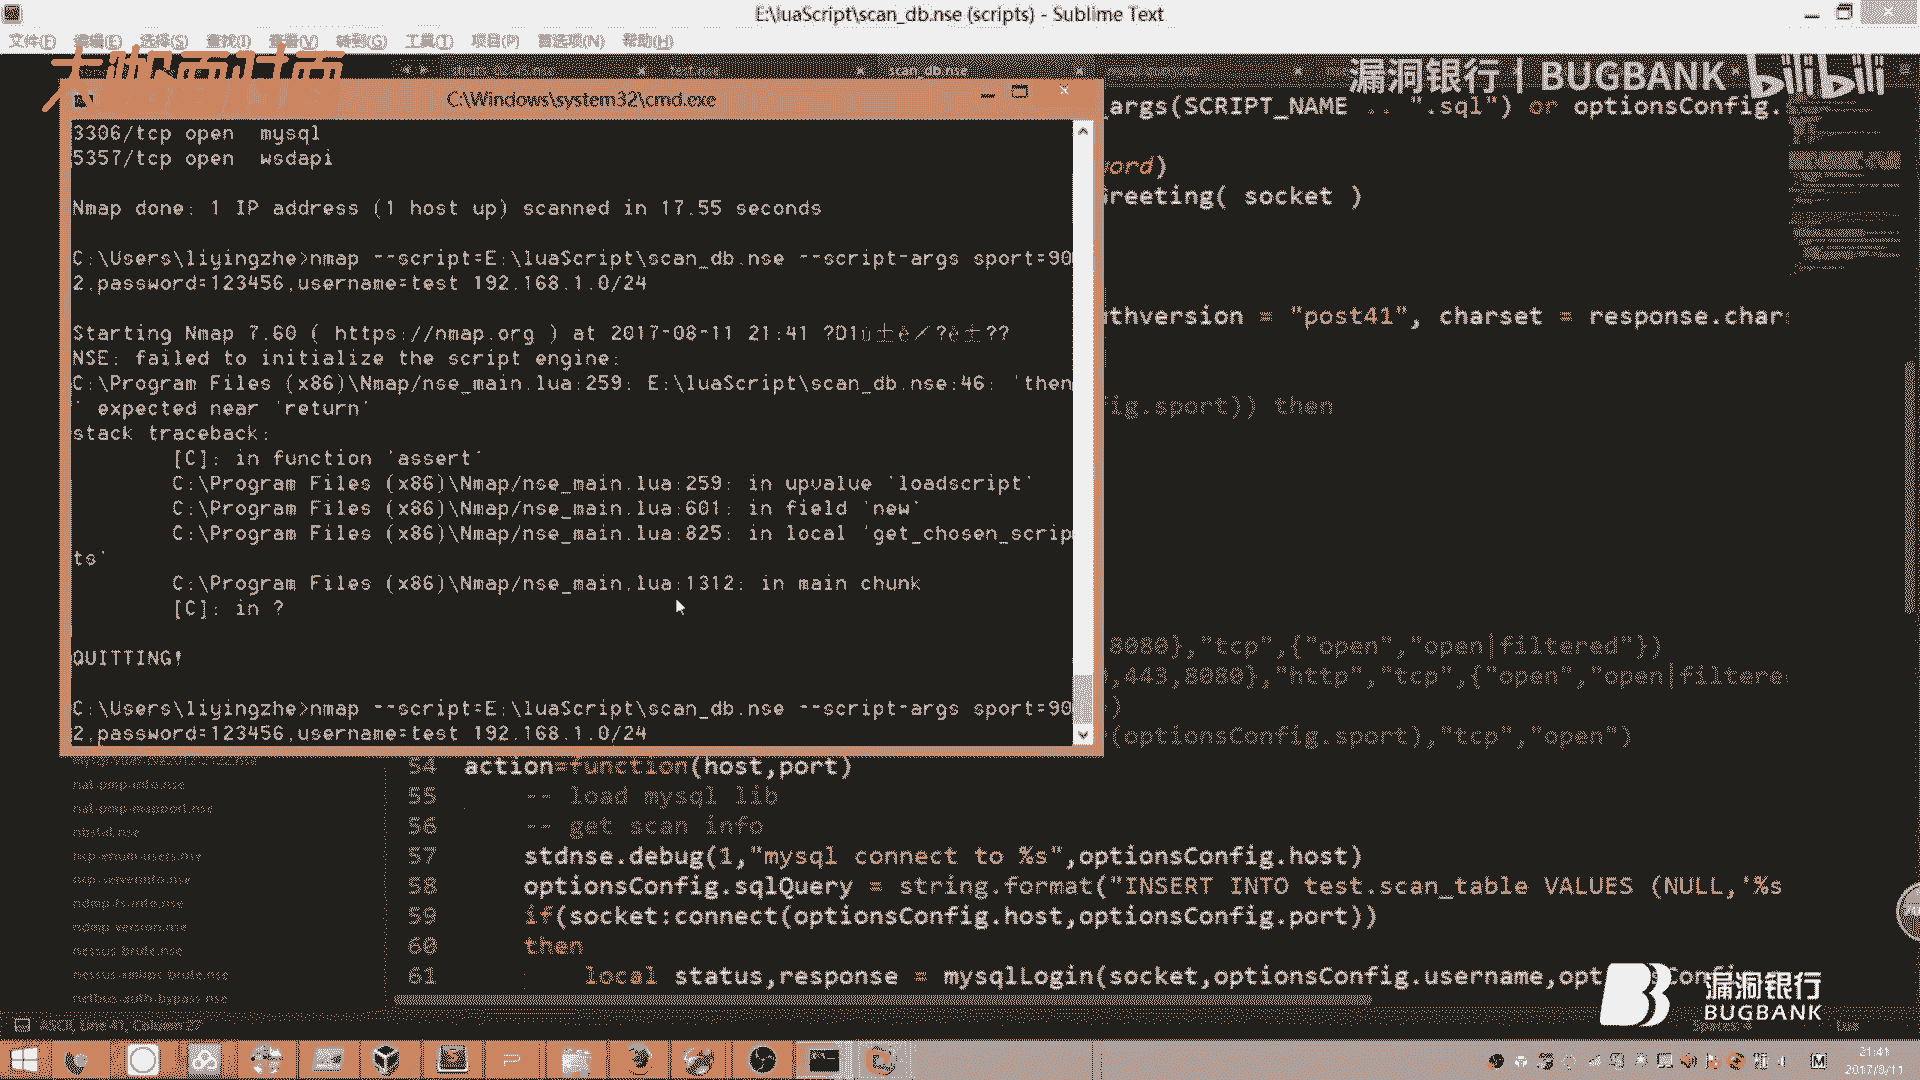 E:\luaScript\scan_db.nse (scripts) - Sublime Text
文件(F) 编辑(E) 选择(S) 查找(I) 查看(V) 转到(G) 工具(T) 项目(P) 首选项(N) 帮助(H)
大咖面对面
scan_db.nse
漏洞银行 | BUGBANK bilibili
C:\Windows\system32\cmd.exe
3306/tcp open  mysql
5357/tcp open  wsdapi
Nmap done: 1 IP address (1 host up) scanned in 17.55 seconds
C:\Users\liyingzhe>nmap --script=E:\luaScript\scan_db.nse --script-args sport=90
2,password=123456,username=test 192.168.1.0/24
Starting Nmap 7.60 ( https://nmap.org ) at 2017-08-11 21:41
NSE: failed to initialize the script engine:
C:\Program Files (x86)\Nmap/nse_main.lua:259: E:\luaScript\scan_db.nse:46: 'then
' expected near 'return'
stack traceback:
[C]: in function 'assert'
C:\Program Files (x86)\Nmap/nse_main.lua:259: in upvalue 'loadscript'
C:\Program Files (x86)\Nmap/nse_main.lua:601: in field 'new'
C:\Program Files (x86)\Nmap/nse_main.lua:825: in local 'get_chosen_scrip
ts'
C:\Program Files (x86)\Nmap/nse_main.lua:1312: in main chunk
[C]: in ?
QUITTING!
C:\Users\liyingzhe>nmap --script=E:\luaScript\scan_db.nse --script-args sport=90
2,password=123456,username=test 192.168.1.0/24
_args(SCRIPT_NAME .. ".sql") or optionsConfig.
ord)
Greeting( socket )
thversion = "post41", charset = response.char
ig.sport)) then
8080},"tcp",{"open","open|filtered"})
,443,8080},"http","tcp",{"open","open|filtere
)
(optionsConfig.sport),"tcp","open")
54 action=function(host,port)
55 -- load mysql lib
56 -- get scan info
57 stdnse.debug(1,"mysql connect to %s",optionsConfig.host)
58 optionsConfig.sqlQuery = string.format("INSERT INTO test.scan_table VALUES (NULL,'%s
59 if(socket:connect(optionsConfig.host,optionsConfig.port))
60 then
61 local status,response = mysqlLogin(socket,optionsConfig.username,opt
nat-pmp-info.nse
nat-pmp-mapport.nse
nbstat.nse
ncp-enum-users.nse
ncp-serverinfo.nse
ndmp-fs-info.nse
ndmp-version.nse
nessus-brute.nse
nessus-xmlrpc-brute.nse
netbus-auth-bypass.nse
漏洞银行
BUGBANK
ASCII, Line 41, Column 27
Spaces: 4
Lua
21:41
2017/8/11